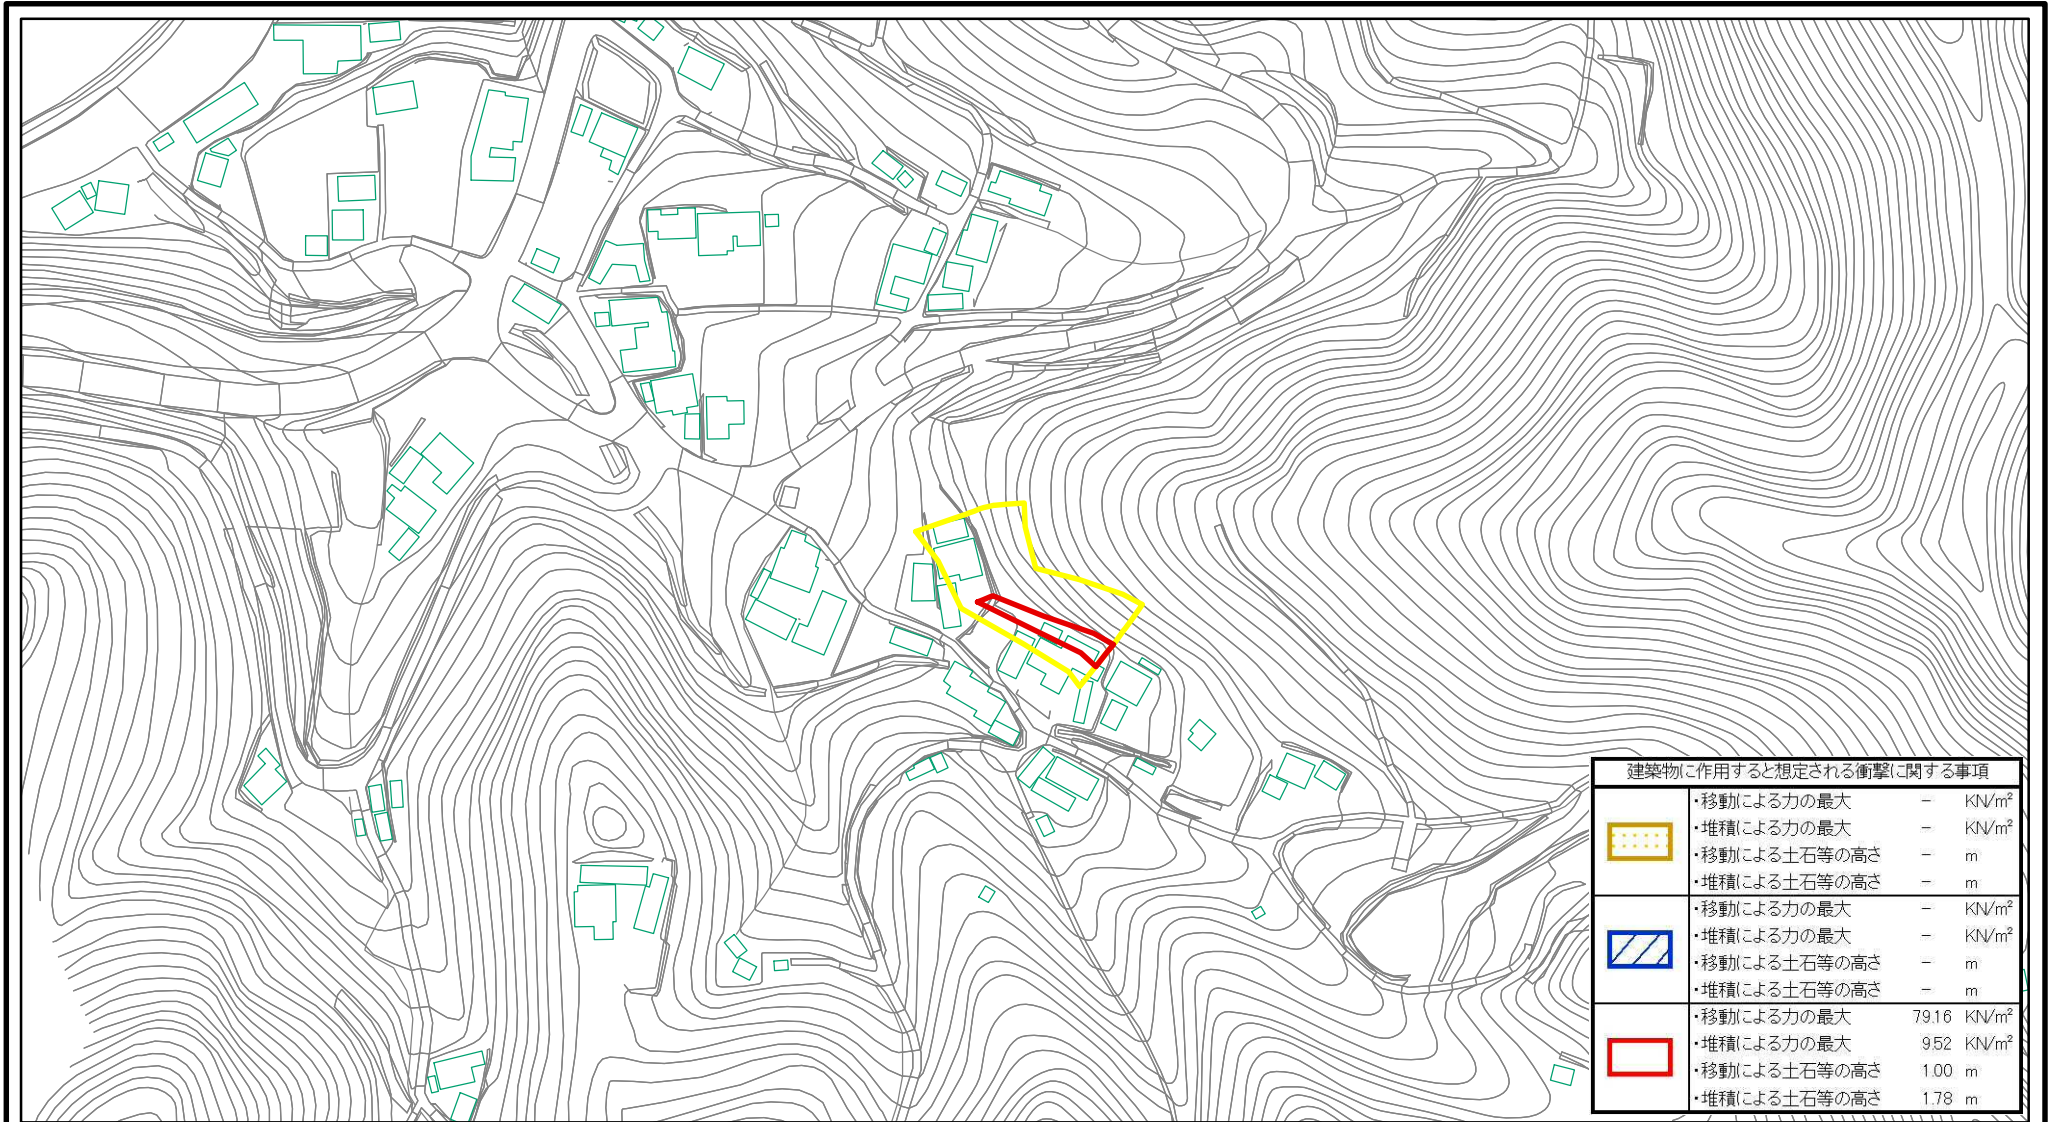 建築物に作用すると想定される衝撃に関する事項
・移動による力の最大 － KN/m²
・堆積による力の最大 － KN/m²
・移動による土石等の高さ － m
・堆積による土石等の高さ － m
・移動による力の最大 － KN/m²
・堆積による力の最大 － KN/m²
・移動による土石等の高さ － m
・堆積による土石等の高さ － m
・移動による力の最大 79.16 KN/m²
・堆積による力の最大 9.52 KN/m²
・移動による土石等の高さ 1.00 m
・堆積による土石等の高さ 1.78 m